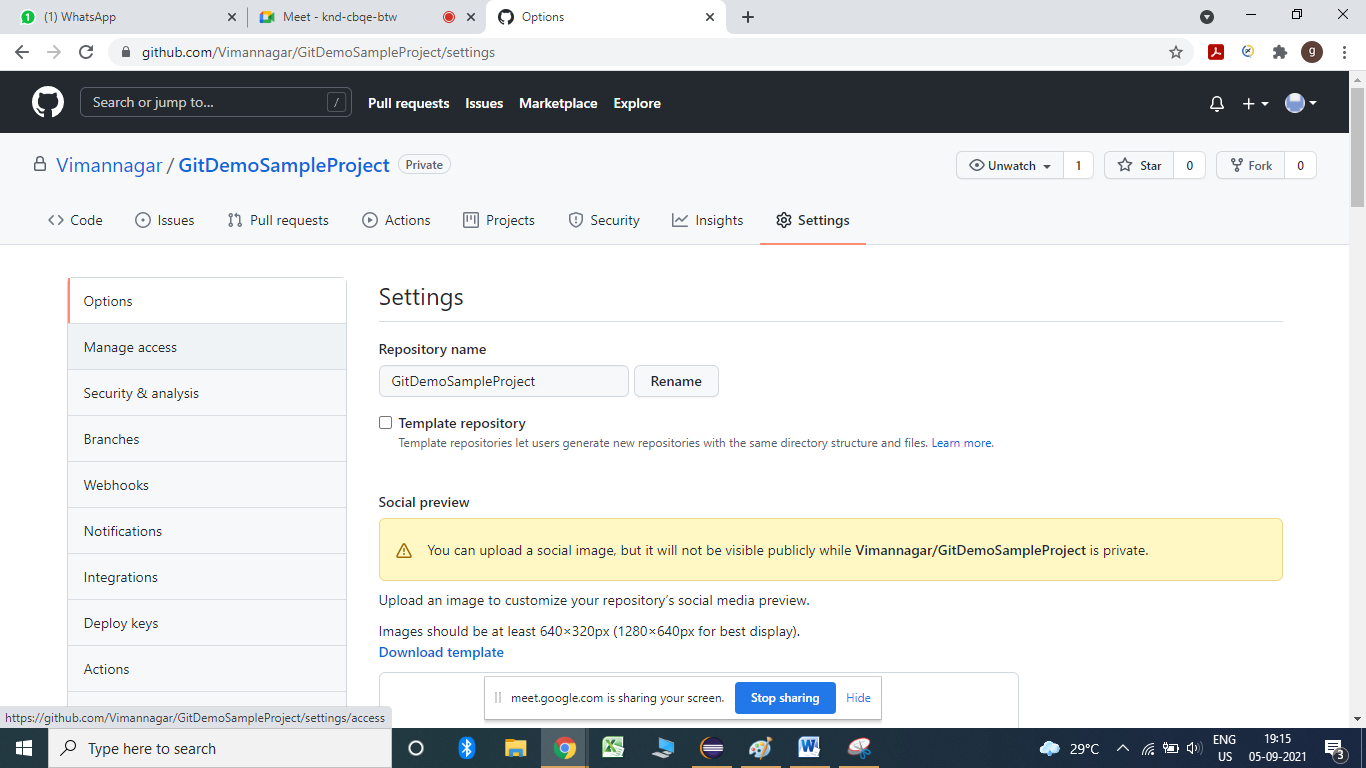 (1) WhatsApp
Meet - knd-cbqe-btw
Options
github.com/Vimannagar/GitDemoSampleProject/settings
g
Search or jump to...
/
Pull requests
Issues
Marketplace
Explore
Vimannagar / GitDemoSampleProject
Private
Unwatch
1
Star
0
Fork
0
Code
Issues
Pull requests
Actions
Projects
Security
Insights
Settings
Options
Manage access
Security & analysis
Branches
Webhooks
Notifications
Integrations
Deploy keys
Actions
Settings
Repository name
GitDemoSampleProject
Rename
Template repository
Template repositories let users generate new repositories with the same directory structure and files. Learn more.
Social preview
You can upload a social image, but it will not be visible publicly while Vimannagar/GitDemoSampleProject is private.
Upload an image to customize your repository's social media preview.
Images should be at least 640×320px (1280×640px for best display).
Download template
meet.google.com is sharing your screen.
Stop sharing
Hide
https://github.com/Vimannagar/GitDemoSampleProject/settings/access
Type here to search
29°C
ENG
US
19:15
05-09-2021
3